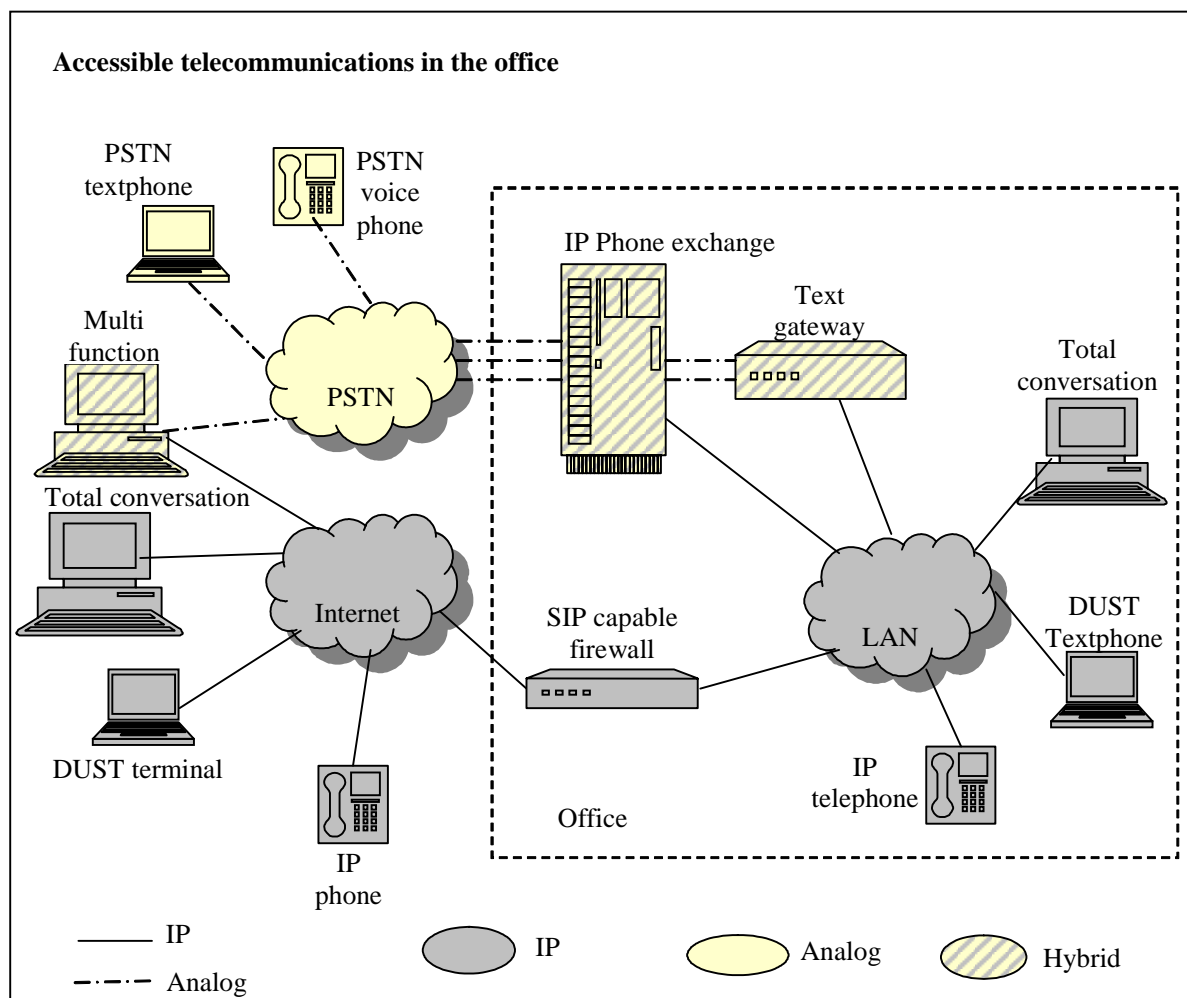 Accessible telecommunications in the office
PSTN
textphone
PSTN
voice
phone
IP Phone exchange
Text
gateway
Multi
function
Total
conversation
PSTN
Total conversation
Internet
SIP capable
firewall
LAN
DUST
Textphone
DUST terminal
IP
telephone
Office
IP
phone
IP
IP
Analog
Hybrid
Analog